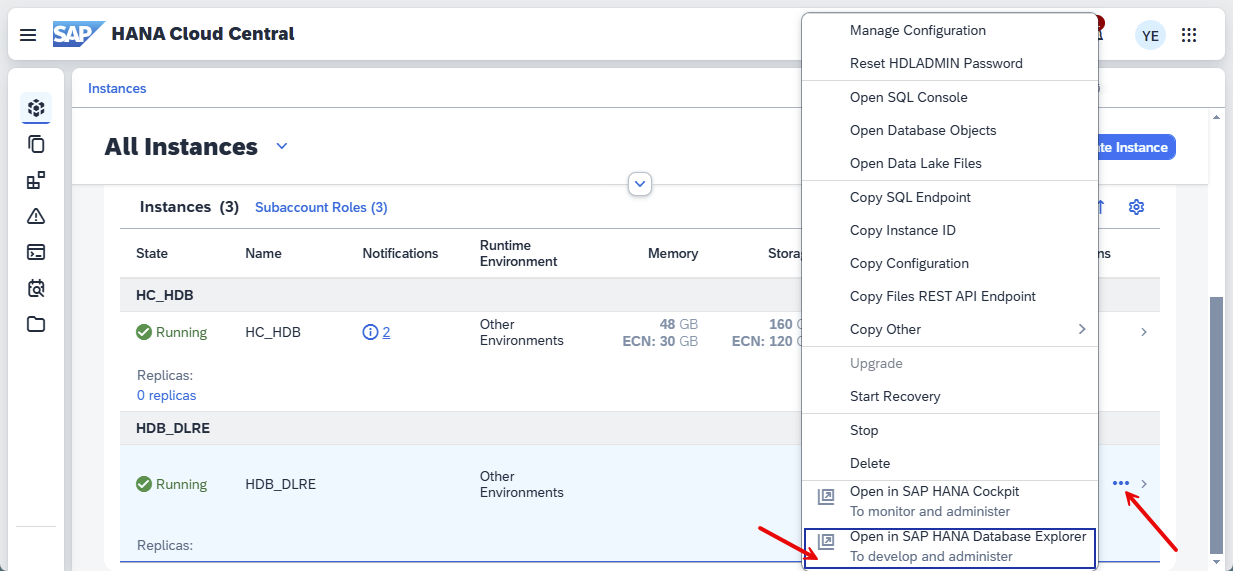 SAP HANA Cloud Central
YE
Instances
All Instances
te Instance
Instances (3) Subaccount Roles (3)
State Name Notifications Runtime Environment Memory
HC_HDB
Running HC_HDB 2 Other Environments 48 GB 160
ECN: 30 GB ECN: 120
Replicas:
0 replicas
HDB_DLRE
Running HDB_DLRE Other Environments
Replicas:
Manage Configuration
Reset HDLADMIN Password
Open SQL Console
Open Database Objects
Open Data Lake Files
Copy SQL Endpoint
Copy Instance ID
Copy Configuration
Copy Files REST API Endpoint
Copy Other
Upgrade
Start Recovery
Stop
Delete
Open in SAP HANA Cockpit
To monitor and administer
Open in SAP HANA Database Explorer
To develop and administer